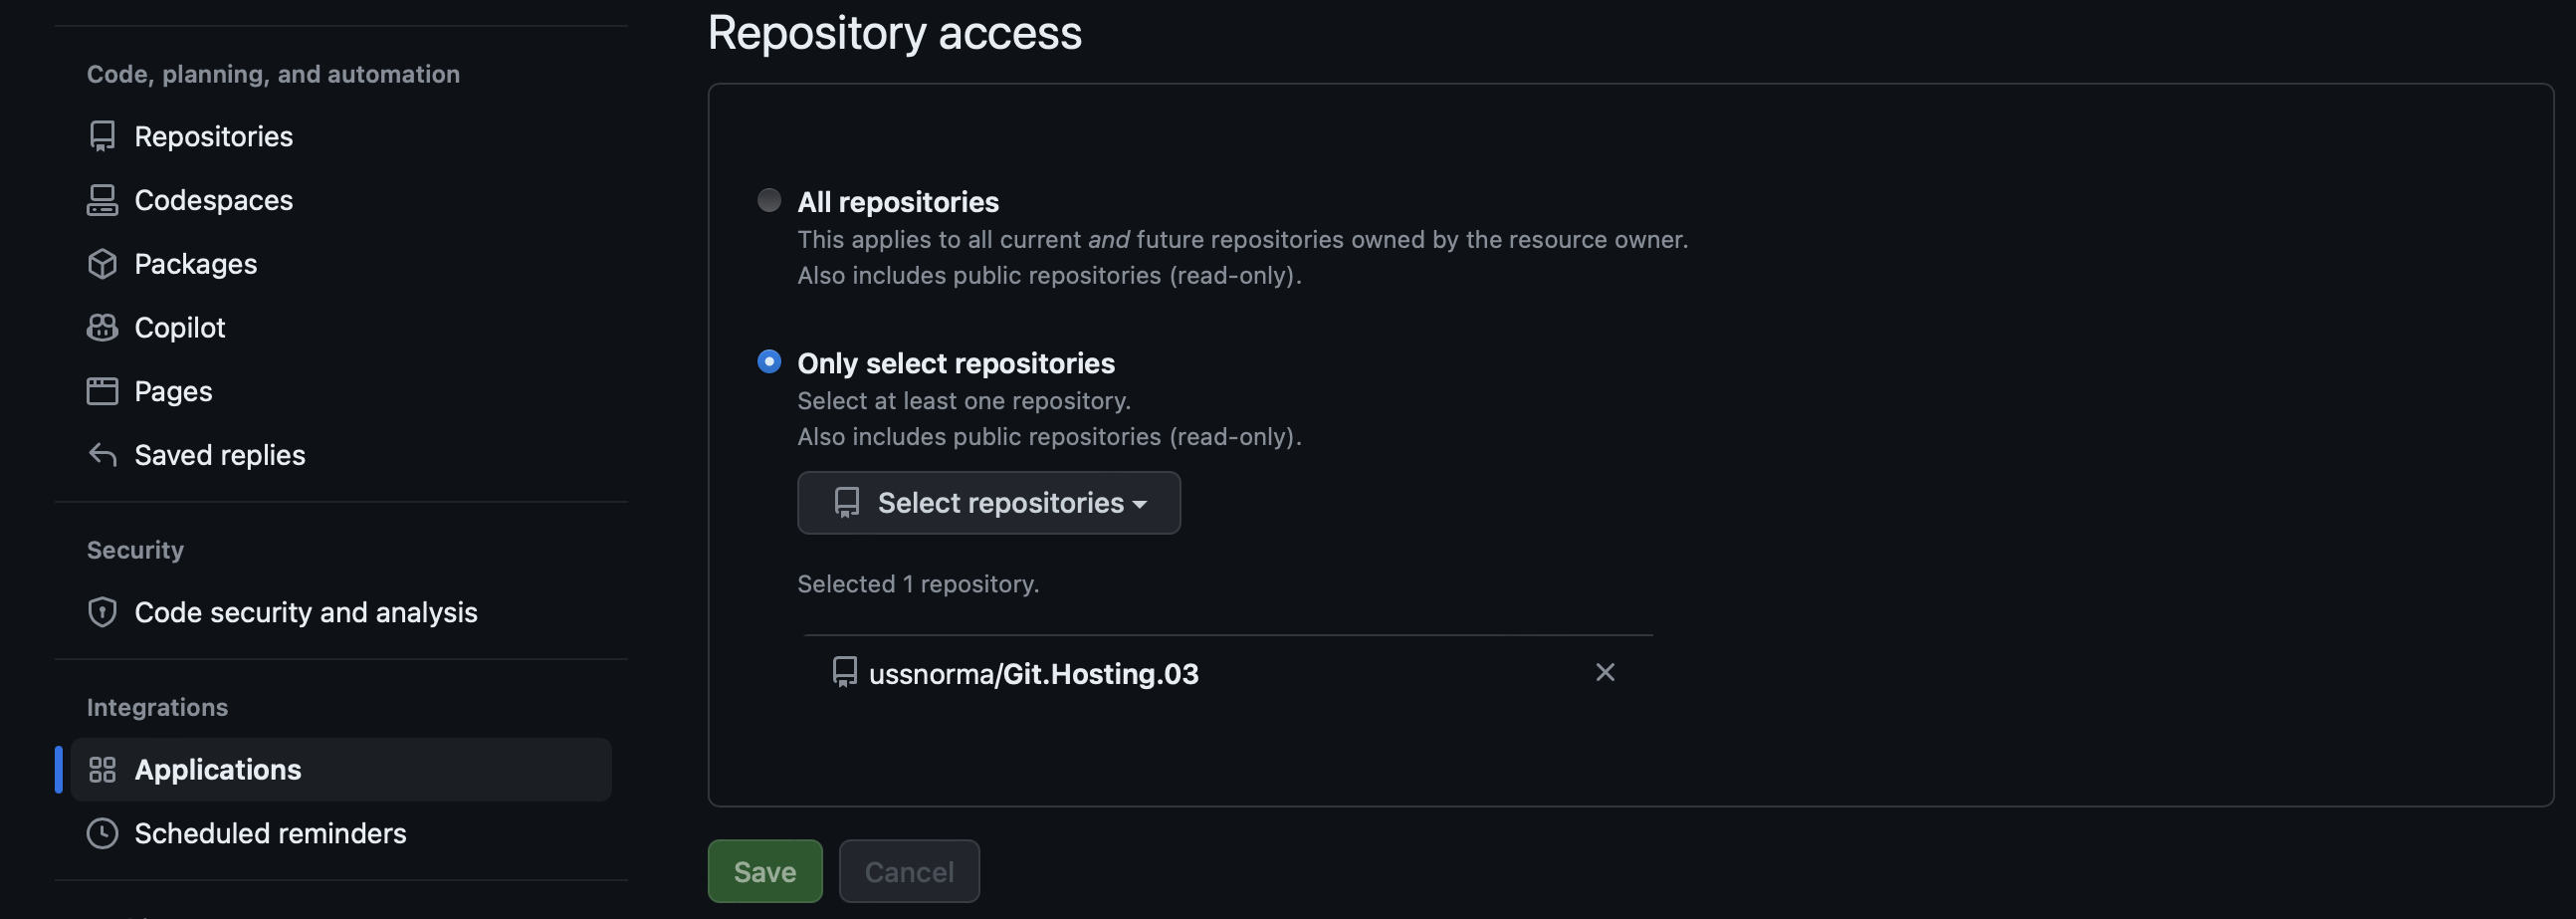 Code, planning, and automation
Repositories
Codespaces
Packages
Copilot
Pages
Saved replies
Security
Code security and analysis
Integrations
Applications
Scheduled reminders
Repository access
All repositories
This applies to all current and future repositories owned by the resource owner.
Also includes public repositories (read-only).
Only select repositories
Select at least one repository.
Also includes public repositories (read-only).
Select repositories
Selected 1 repository.
ussnorma/Git.Hosting.03
Save
Cancel